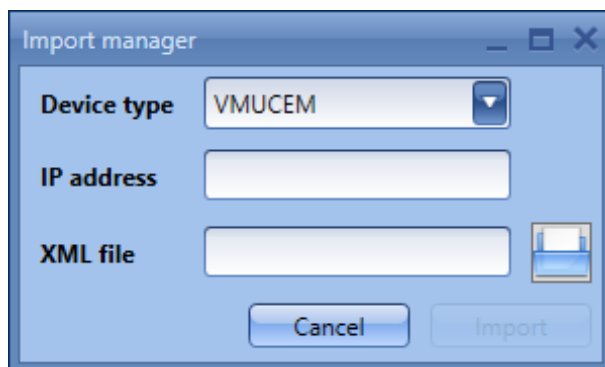 Import manager
Device type VMUCEM
IP address
XML file
Cancel Import